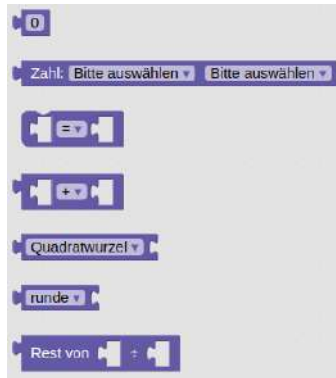 0
Zahl: Bitte auswählen Bitte auswählen
=
+
Quadratwurzel
runde
Rest von ÷